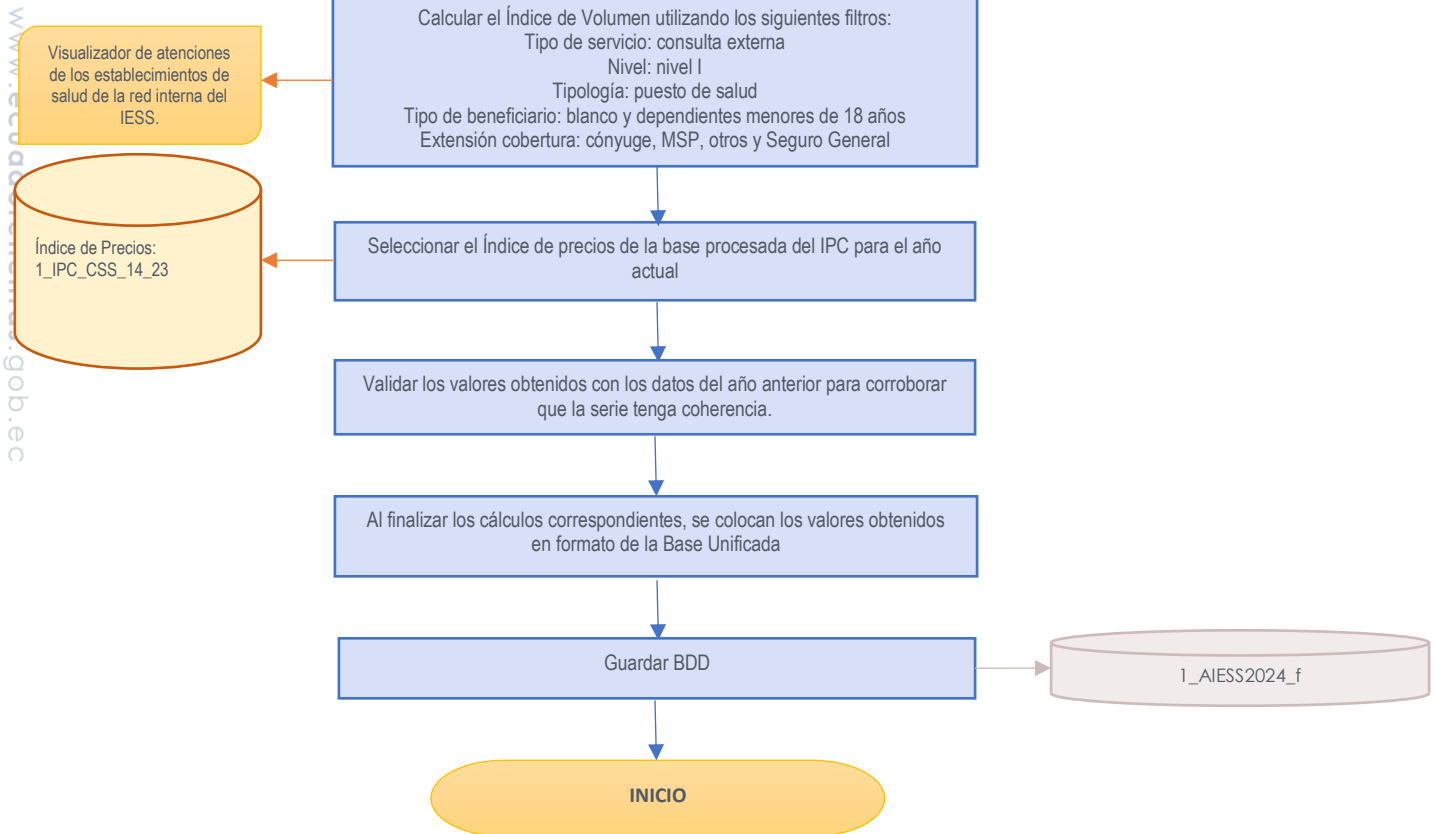 Calcular el Índice de Volumen utilizando los siguientes filtros:
Tipo de servicio: consulta externa
Nivel: nivel I
Tipología: puesto de salud
Tipo de beneficiario: blanco y dependientes menores de 18 años
Extensión cobertura: cónyuge, MSP, otros y Seguro General
Visualizador de atenciones
de los establecimientos de
salud de la red interna del
IESS.
Seleccionar el Índice de precios de la base procesada del IPC para el año
actual
Índice de Precios:
1_IPC_CSS_14_23
Validar los valores obtenidos con los datos del año anterior para corroborar
que la serie tenga coherencia.
Al finalizar los cálculos correspondientes, se colocan los valores obtenidos
en formato de la Base Unificada
Guardar BDD
1_AIESS2024_f
INICIO
.gob.ec